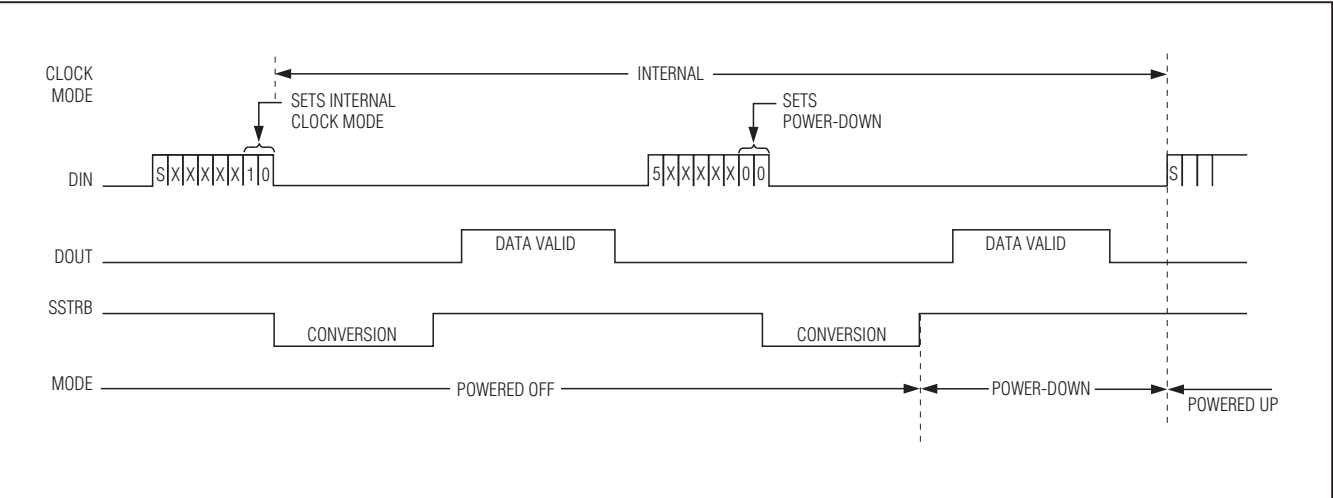 CLOCK
MODE
INTERNAL
SETS INTERNAL
CLOCK MODE
SETS
POWER-DOWN
DIN
S X X X X X 1 0
5 X X X X X 0 0
S
DOUT
DATA VALID
DATA VALID
SSTRB
CONVERSION
CONVERSION
MODE
POWERED OFF
POWER-DOWN
POWERED UP